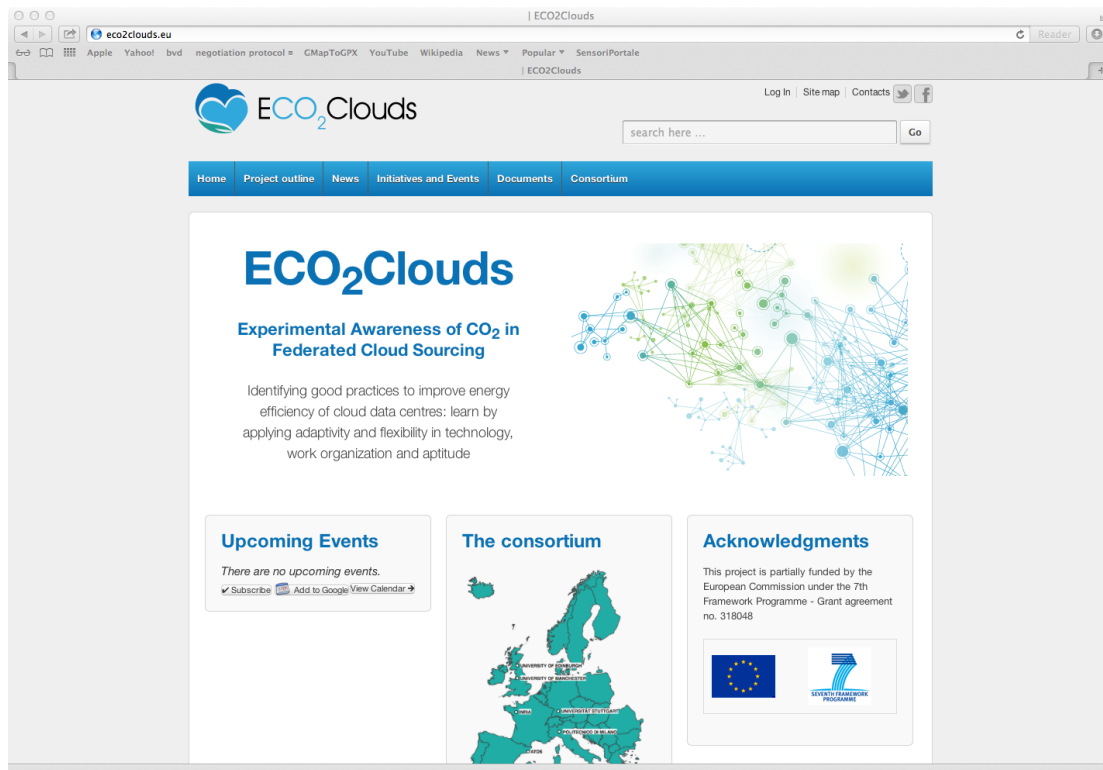 | ECO2Clouds
eco2clouds.eu
Reader
Apple Yahoo! bvd negotiation protocol = GMapToGPX YouTube Wikipedia News ▾ Popular ▾ SensoriPortale
| ECO2Clouds
ECO2Clouds
Log In | Site map | Contacts
search here ...
Go
Home
Project outline
News
Initiatives and Events
Documents
Consortium
ECO2Clouds
Experimental Awareness of CO2 in
Federated Cloud Sourcing
Identifying good practices to improve energy
efficiency of cloud data centres: learn by
applying adaptivity and flexibility in technology,
work organization and aptitude
Upcoming Events
There are no upcoming events.
✔ Subscribe
Add to Google
View Calendar ➔
The consortium
UNIVERSITY OF EDINBURGH
UNIVERSITY OF MANCHESTER
INRIA
UNIVERSITÄT STUTTGART
POLITECNICO DI MILANO
Acknowledgments
This project is partially funded by the
European Commission under the 7th
Framework Programme - Grant agreement
no. 318048
SEVENTH FRAMEWORK
PROGRAMME